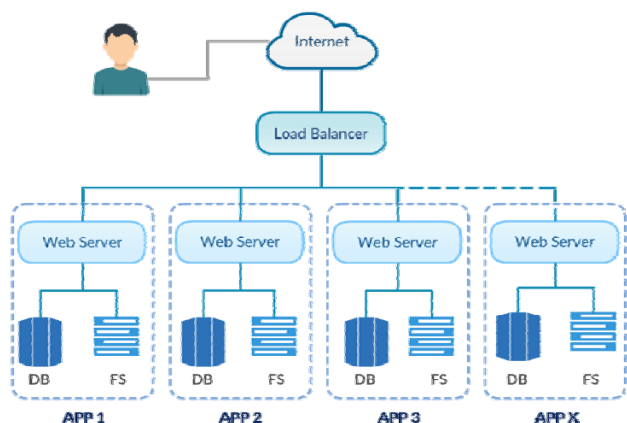 Internet
Load Balancer
Web Server
Web Server
Web Server
Web Server
DB
FS
DB
FS
DB
FS
DB
FS
APP 1
APP 2
APP 3
APP X